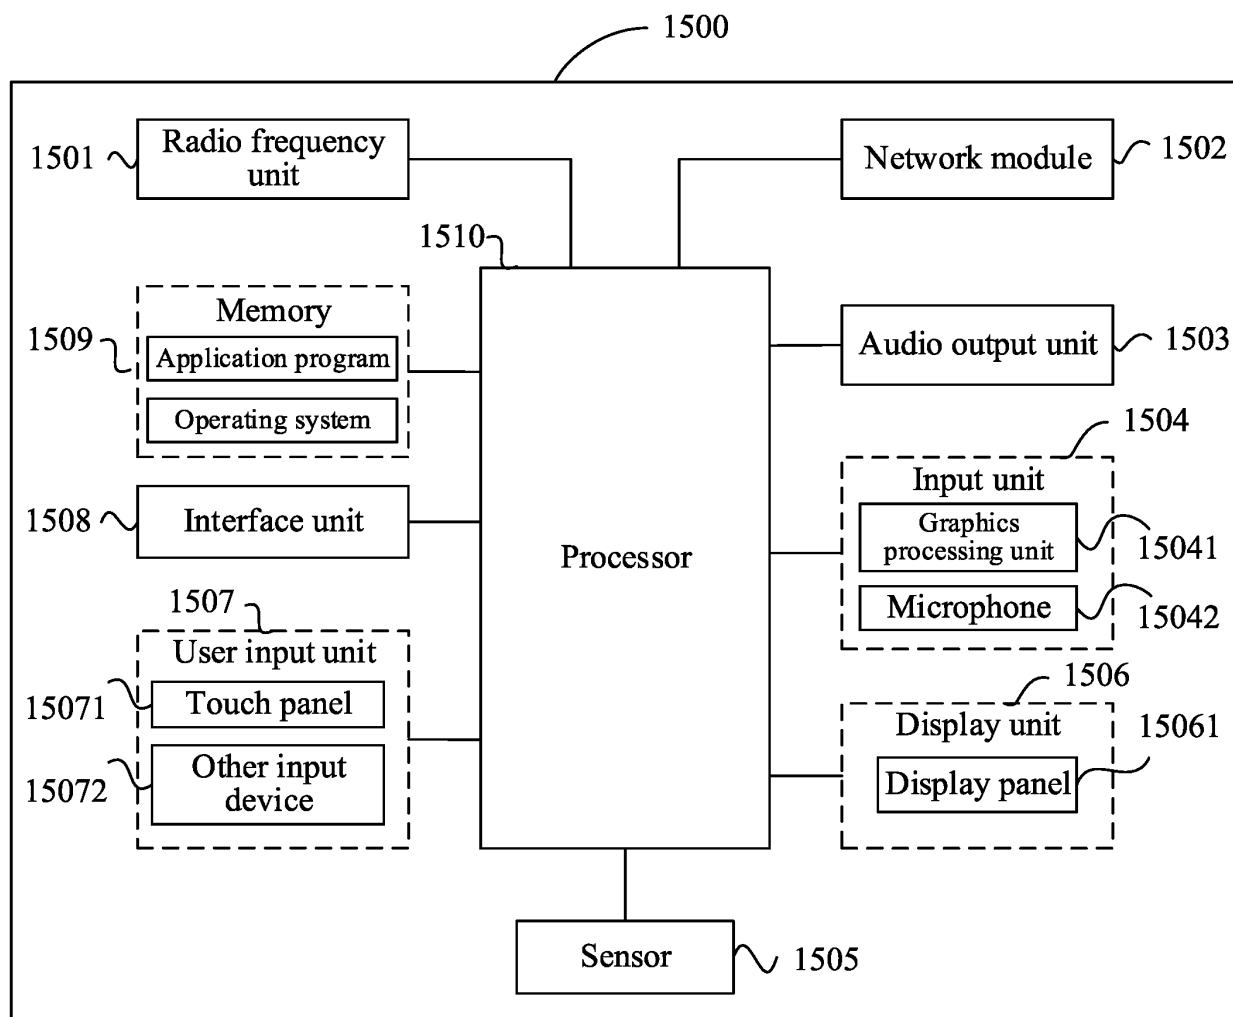 1500
1501
Radio frequency
unit
Network module
1502
1510
Memory
1509
Application program
Operating system
Audio output unit
1503
1504
Input unit
Graphics
processing unit
15041
Microphone
15042
1508
Interface unit
Processor
1507
User input unit
15071
Touch panel
15072
Other input
device
1506
Display unit
15061
Display panel
Sensor
1505